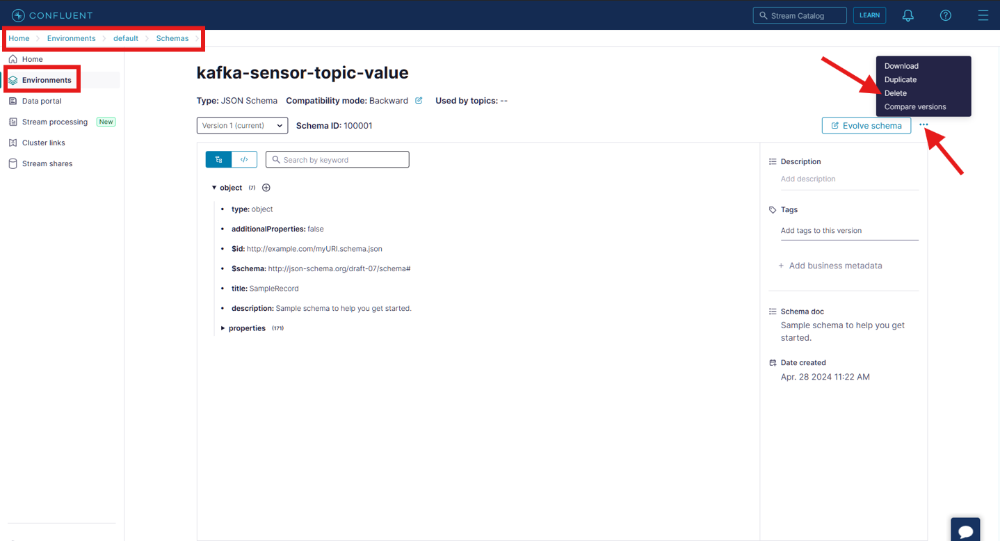 CONFLUENT
Stream Catalog
LEARN
Home
Environments
default
Schemas
Home
Environments
Data portal
Stream processing New
Cluster links
Stream shares
kafka-sensor-topic-value
Type: JSON Schema Compatibility mode: Backward Used by topics: --
Version 1 (current) Schema ID: 100001
Download
Duplicate
Delete
Compare versions
Evolve schema
...
</>
Search by keyword
object (7)
type: object
additionalProperties: false
$id: http://example.com/myURI.schema.json
$schema: http://json-schema.org/draft-07/schema#
title: SampleRecord
description: Sample schema to help you get started.
properties (171)
Description
Add description
Tags
Add tags to this version
+ Add business metadata
Schema doc
Sample schema to help you get
started.
Date created
Apr. 28 2024 11:22 AM